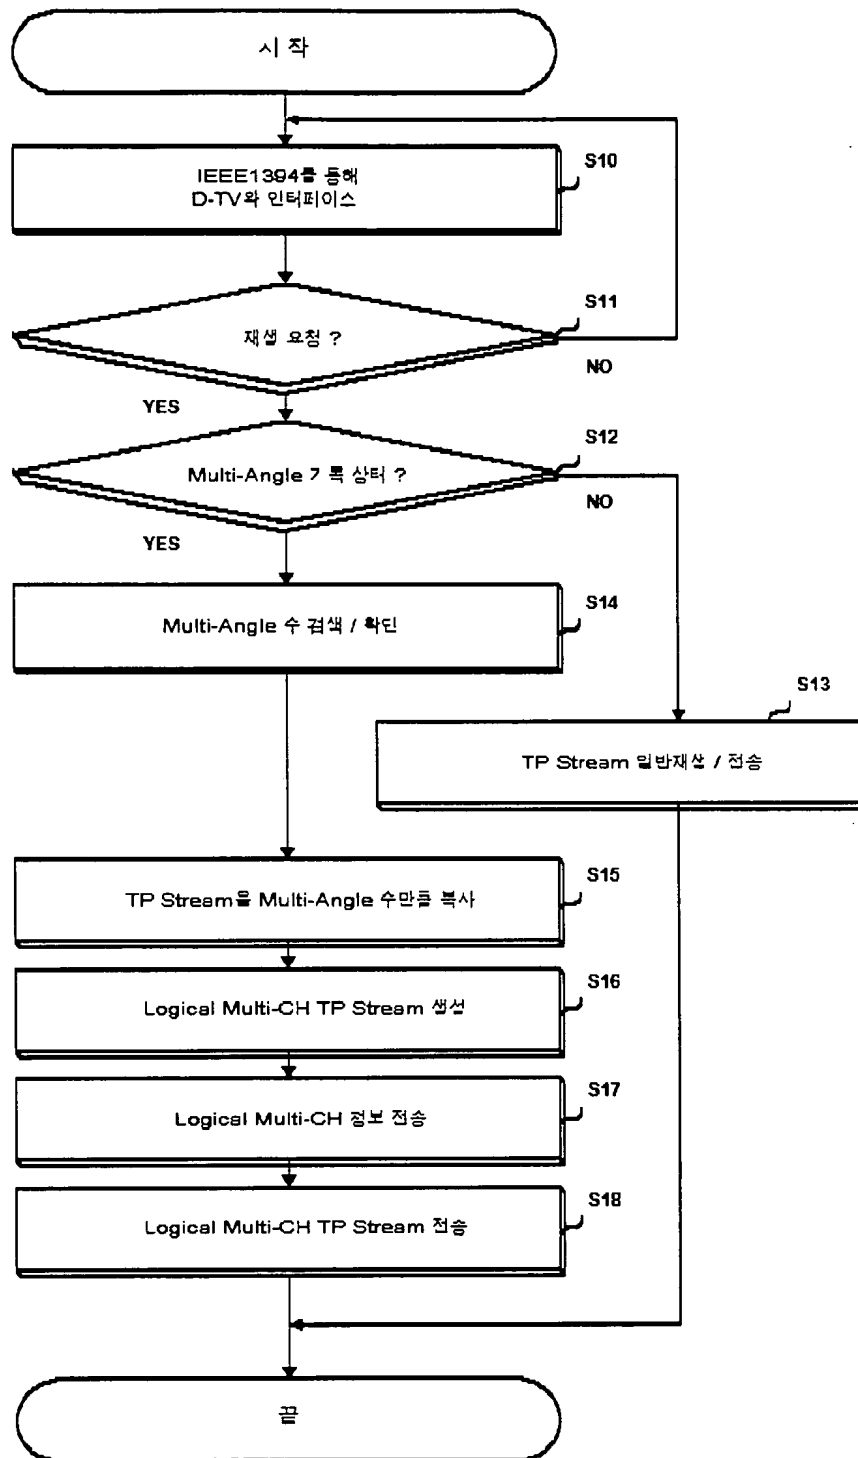 시 작
S10
IEEE1394를 통해
D-TV와 인터페이스
S11
재생 요청 ?
NO
YES
S12
Multi-Angle 기 록 상태 ?
NO
YES
S14
Multi-Angle 수 검색 / 확인
S13
TP Stream 일반재생 / 전송
S15
TP Stream을 Multi-Angle 수만큼 복사
S16
Logical Multi-CH TP Stream 생성
S17
Logical Multi-CH 정보 전송
S18
Logical Multi-CH TP Stream 전송
끝